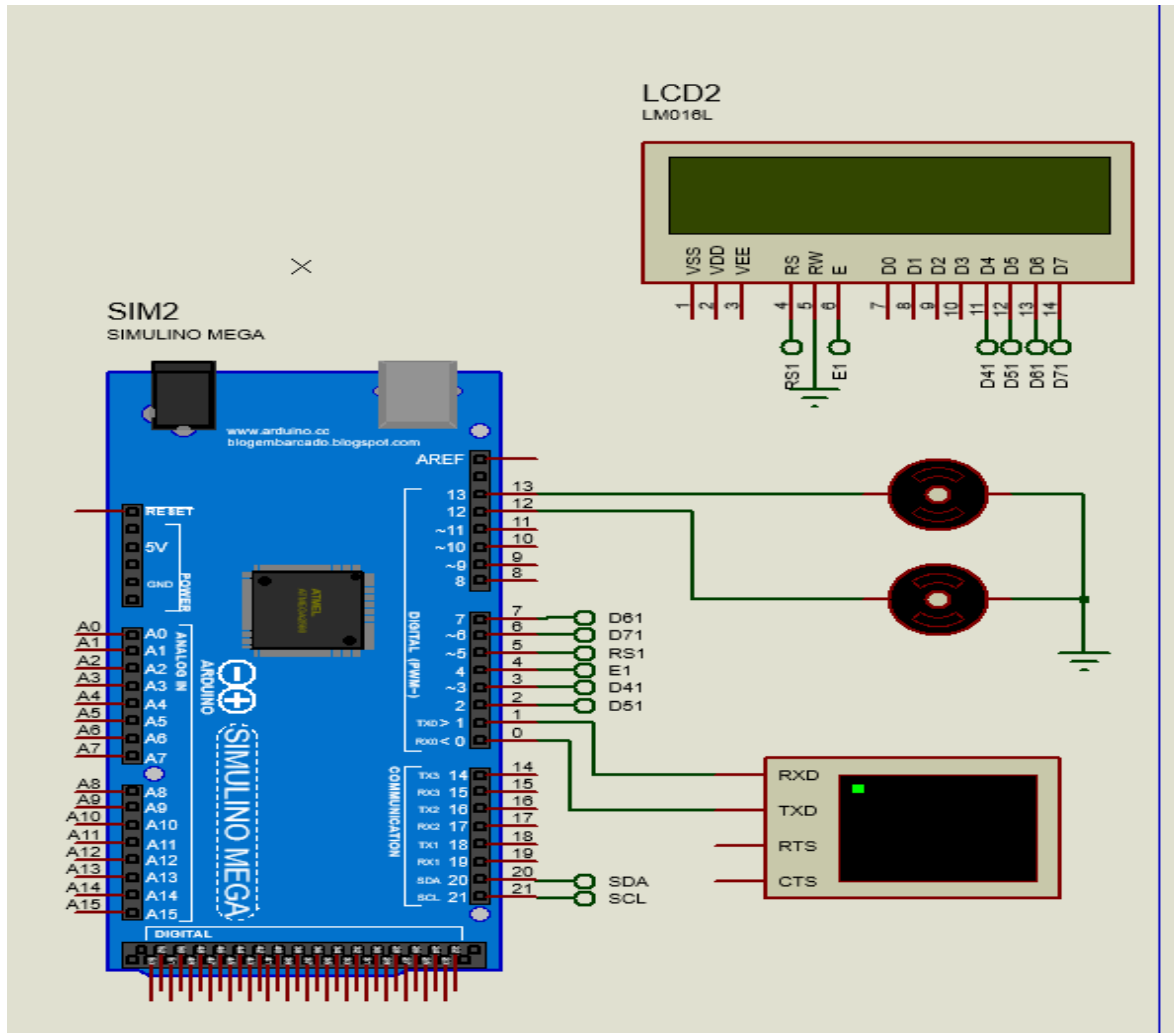 LCD2
LM016L
VSS
VDD
VEE
RS
RW
E
D0
D1
D2
D3
D4
D5
D6
D7
1
2
3
4
5
6
7
8
9
10
11
12
13
14
RS1
E1
D41
D51
D61
D71
SIM2
SIMULINO MEGA
www.arduino.cc
blogembarcado.blogspot.com
AREF
13 13
12 12
~11 11
~10 10
~9 9
8 8
RESET
5V
GND
POWER
ATMEL
DIGITAL (PWM~)
7 7 D61
~6 6 D71
~5 5 RS1
4 4 E1
~3 3 D41
2 2 D51
TXD> 1 1
RXD< 0 0
A0 A0
A1 A1
A2 A2
A3 A3
A4 A4
A5 A5
A6 A6
A7 A7
ANALOG IN
ARDUINO
SIMULINO MEGA
A8 A8
A9 A9
A10 A10
A11 A11
A12 A12
A13 A13
A14 A14
A15 A15
COMMUNICATION
TX3 14 14
RX3 15 15
TX2 16 16
RX2 17 17
TX1 18 18
RX1 19 19
SDA 20 20 SDA
SCL 21 21 SCL
DIGITAL
RXD
TXD
RTS
CTS